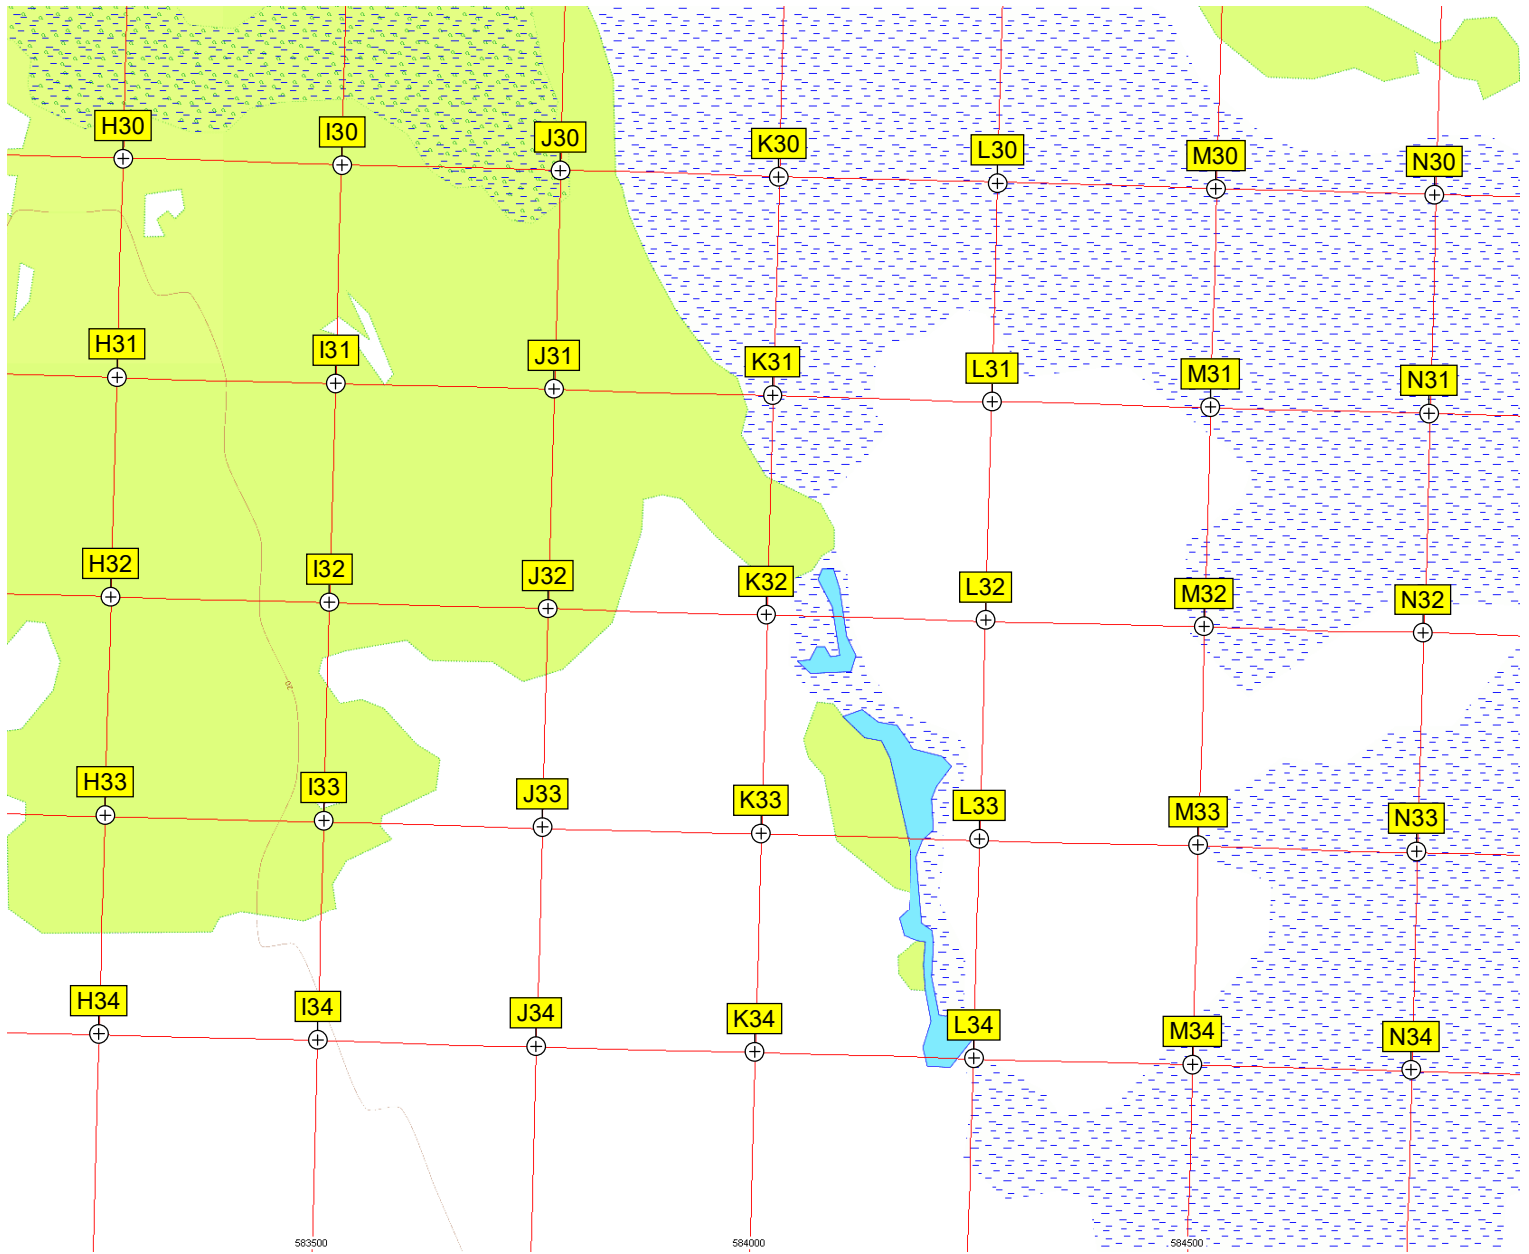 H30 I30 J30 K30 L30 M30 N30
H31 I31 J31 K31 L31 M31 N31
H32 I32 J32 K32 L32 M32 N32
20
H33 I33 J33 K33 L33 M33 N33
H34 I34 J34 K34 L34 M34 N34
583500 584000 584500